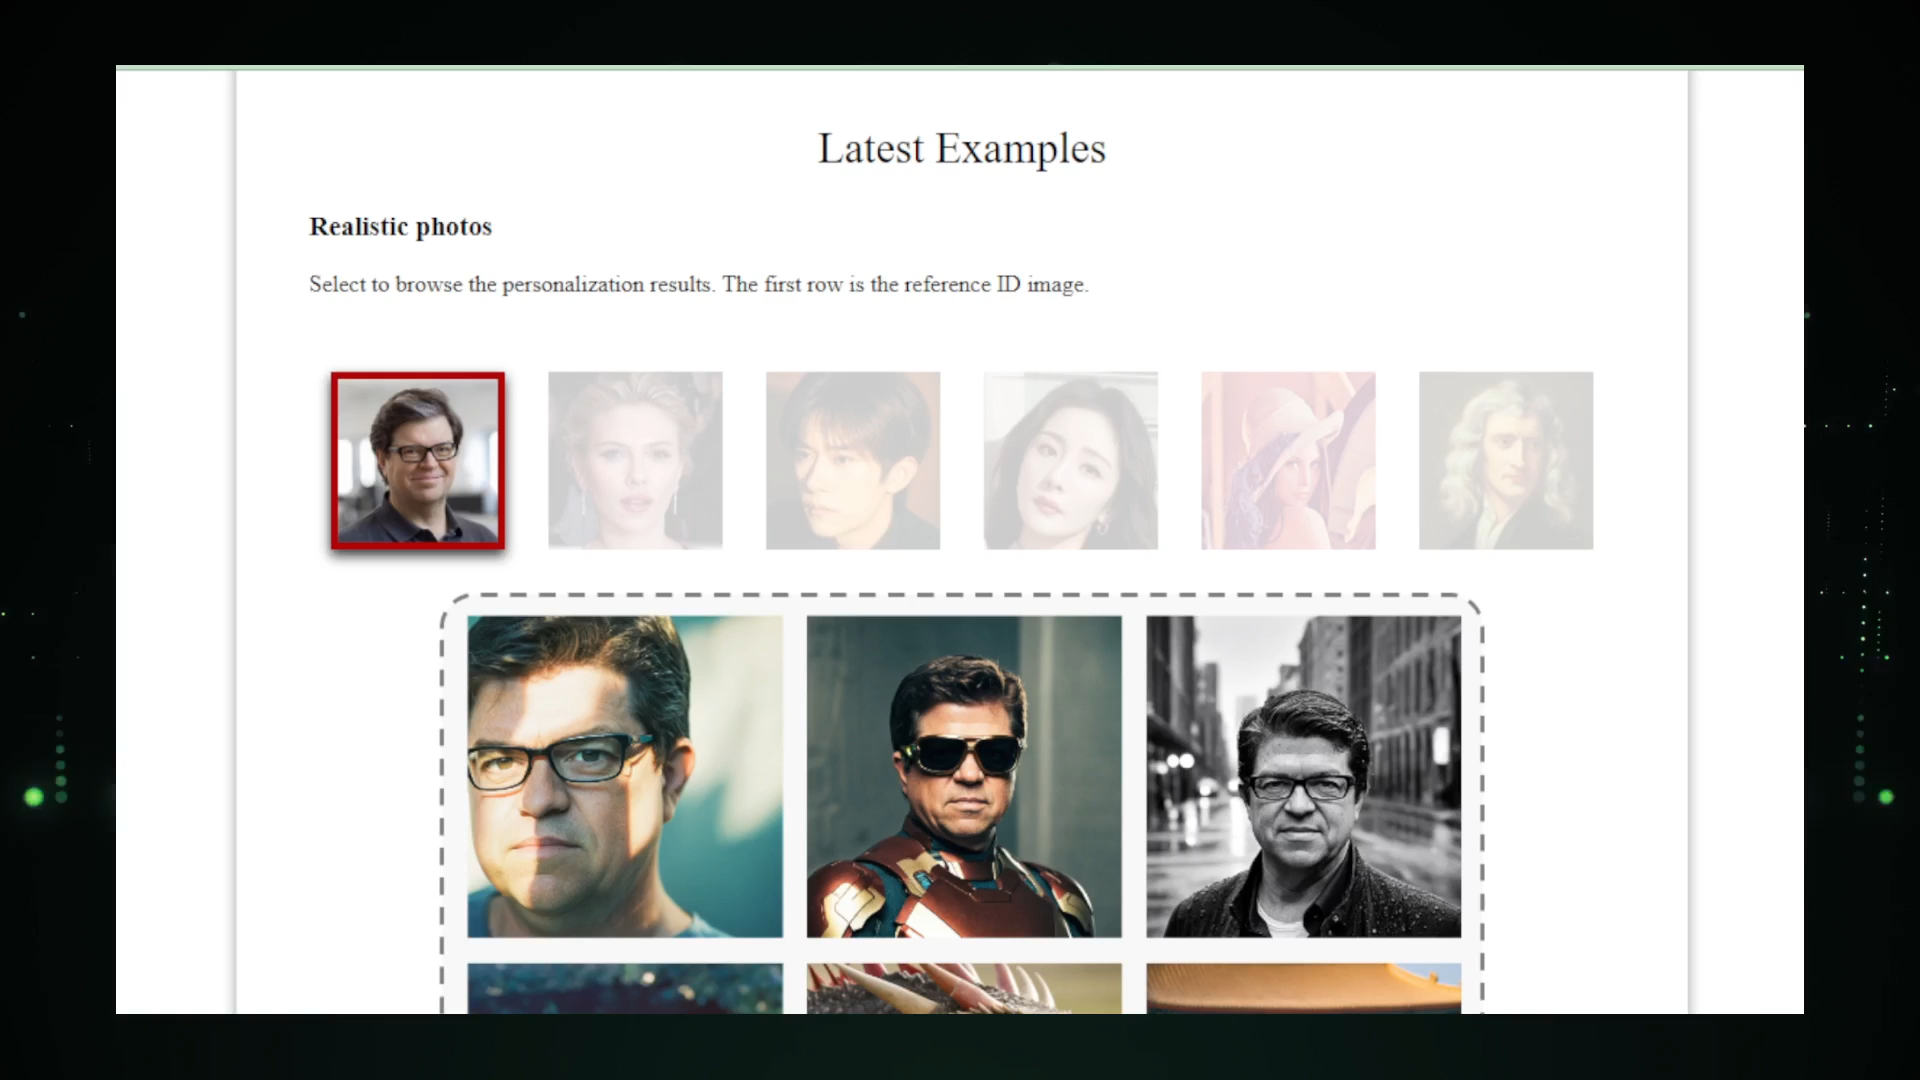 Latest Examples
Realistic photos
Select to browse the personalization results. The first row is the reference ID image.